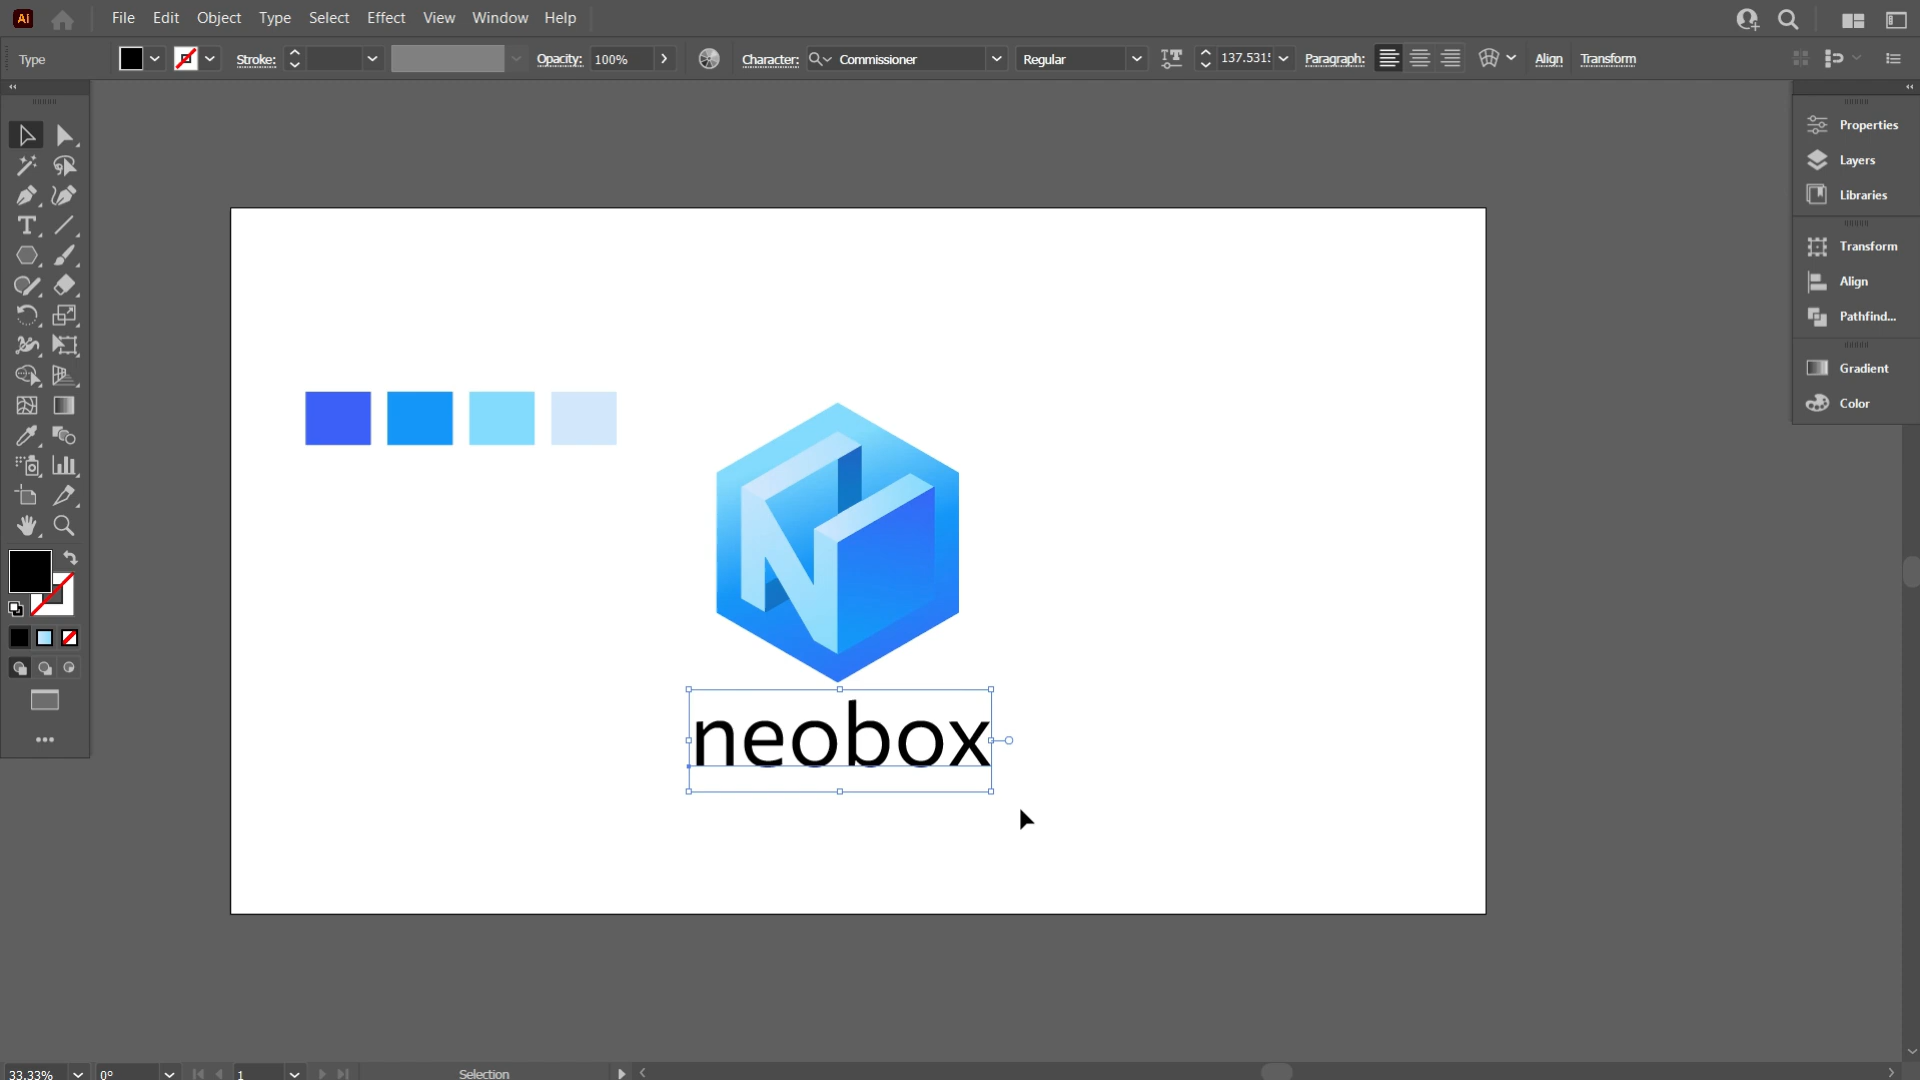 Ai File Edit Object Type Select Effect View Window Help
Type Stroke: Opacity: 100% Character: Commissioner Regular 137.531 Paragraph: Align Transform
Properties
Layers
Libraries
Transform
Align
Pathfind...
Gradient
Color
N
neobox
33.33% 0° 1 Selection